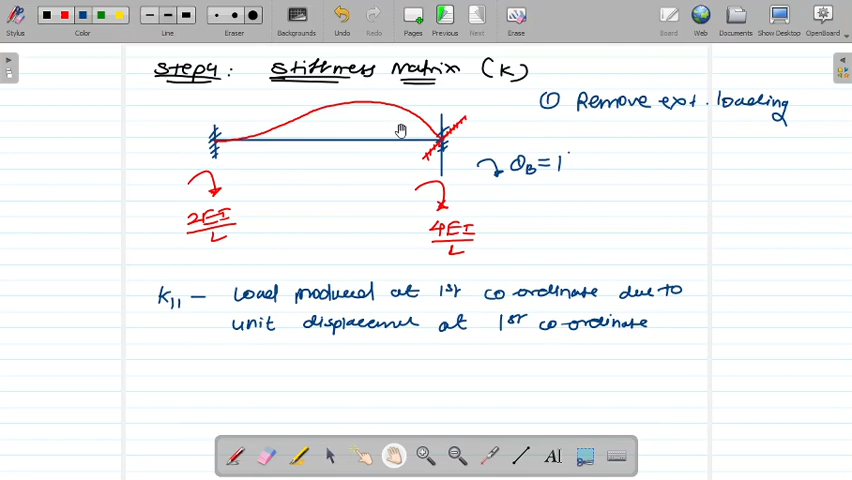 Stylus
Color
Line
Eraser
Backgrounds
Undo
Redo
Pages
Previous
Next
Erase
Board
Web
Documents
Show Desktop
OpenBoard
Step4 : Stiffness Matrix (K)
① Remove ext. loading
θB = 1
2EI
L
4EI
L
K11 — Load produced at 1st co-ordinate due to
unit displacement at 1st co-ordinate
AI